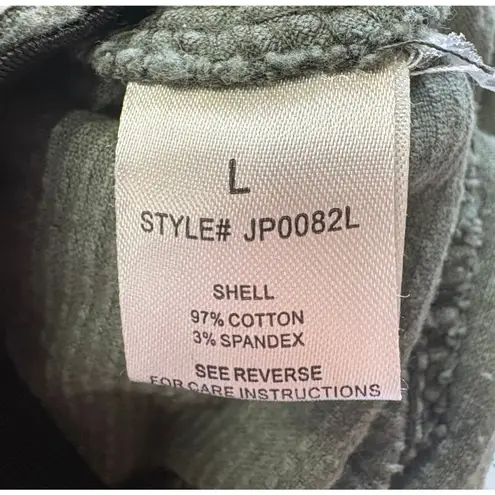 L
STYLE# JP0082L
SHELL
97% COTTON
3% SPANDEX
SEE REVERSE
FOR CARE INSTRUCTIONS